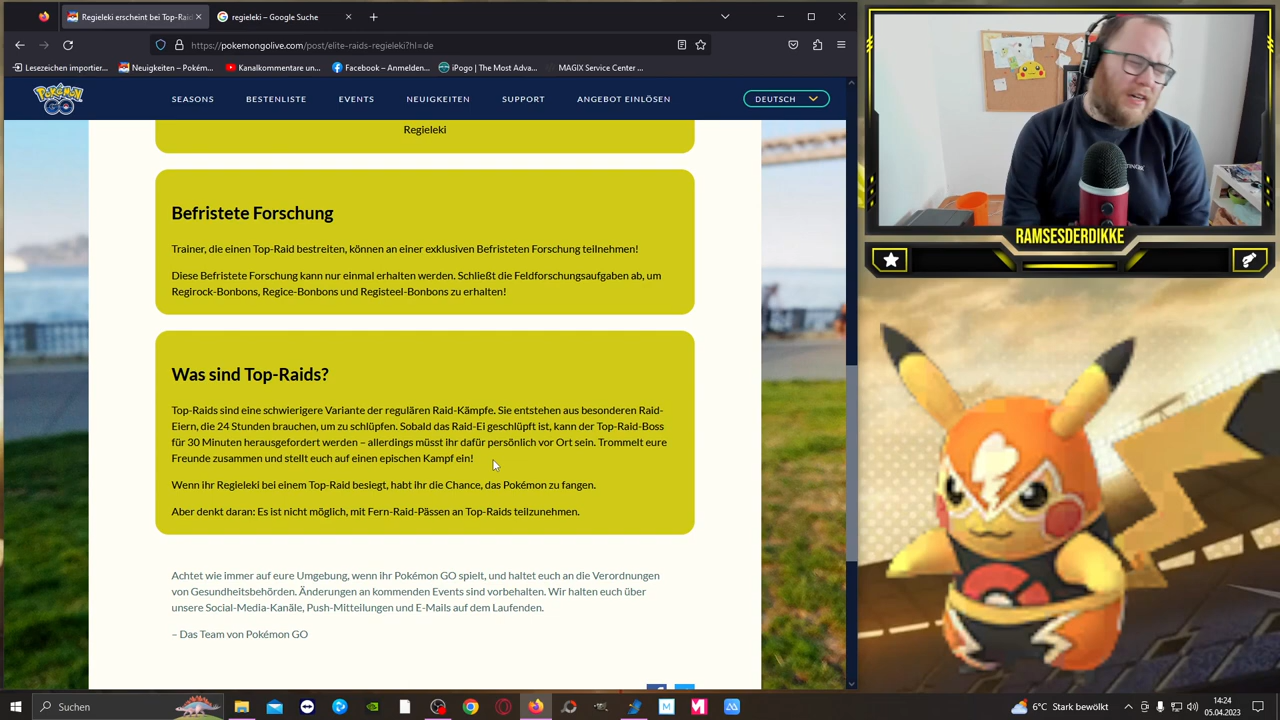 Regieleki erscheint bei Top-Raid
regieleki – Google Suche
https://pokemongolive.com/post/elite-raids-regieleki?hl=de
Lesezeichen importier...
Neuigkeiten – Pokém...
Kanalkommentare un...
Facebook – Anmelden...
iPogo | The Most Adva...
MAGIX Service Center ...
Pokémon GO
SEASONS
BESTENLISTE
EVENTS
NEUIGKEITEN
SUPPORT
ANGEBOT EINLÖSEN
DEUTSCH
Regieleki
Befristete Forschung
Trainer, die einen Top-Raid bestreiten, können an einer exklusiven Befristeten Forschung teilnehmen!
Diese Befristete Forschung kann nur einmal erhalten werden. Schließt die Feldforschungsaufgaben ab, um
Regirock-Bonbons, Regice-Bonbons und Registeel-Bonbons zu erhalten!
Was sind Top-Raids?
Top-Raids sind eine schwierigere Variante der regulären Raid-Kämpfe. Sie entstehen aus besonderen Raid-
Eiern, die 24 Stunden brauchen, um zu schlüpfen. Sobald das Raid-Ei geschlüpft ist, kann der Top-Raid-Boss
für 30 Minuten herausgefordert werden – allerdings müsst ihr dafür persönlich vor Ort sein. Trommelt eure
Freunde zusammen und stellt euch auf einen epischen Kampf ein!
Wenn ihr Regieleki bei einem Top-Raid besiegt, habt ihr die Chance, das Pokémon zu fangen.
Aber denkt daran: Es ist nicht möglich, mit Fern-Raid-Pässen an Top-Raids teilzunehmen.
Achtet wie immer auf eure Umgebung, wenn ihr Pokémon GO spielt, und haltet euch an die Verordnungen
von Gesundheitsbehörden. Änderungen an kommenden Events sind vorbehalten. Wir halten euch über
unsere Social-Media-Kanäle, Push-Mitteilungen und E-Mails auf dem Laufenden.
– Das Team von Pokémon GO
RAMSESDERDIKKE
Suchen
6°C Stark bewölkt
14:24
05.04.2023